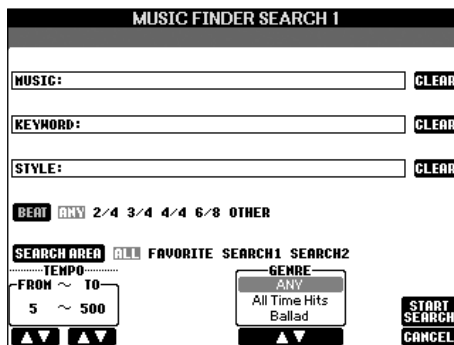 MUSIC FINDER SEARCH 1
MUSIC: CLEAR
KEYWORD: CLEAR
STYLE: CLEAR
BEAT ANY 2/4 3/4 4/4 6/8 OTHER
SEARCH AREA ALL FAVORITE SEARCH1 SEARCH2
TEMPO
FROM ~ TO
5 ~ 500
GENRE
ANY
All Time Hits
Ballad
START
SEARCH
CANCEL